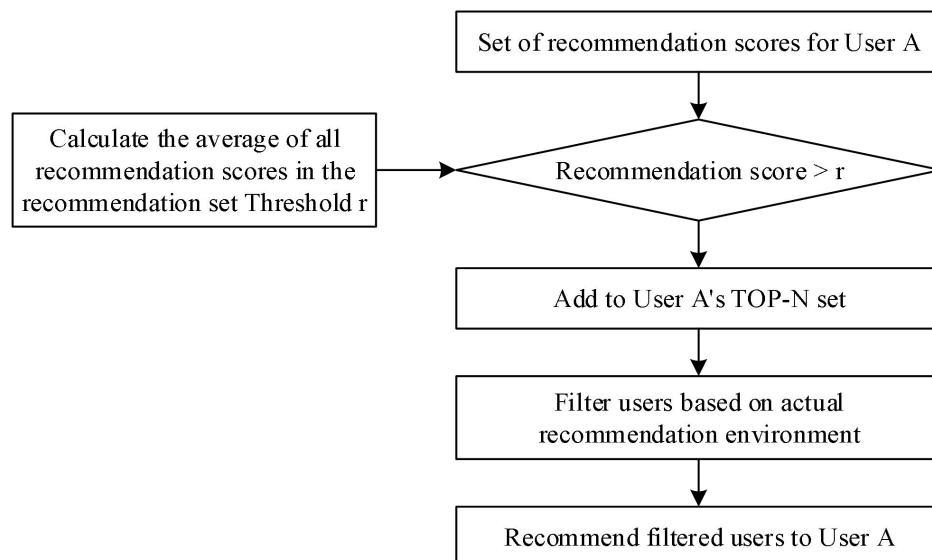 Set of recommendation scores for User A
Calculate the average of all
recommendation scores in the
recommendation set Threshold r
Recommendation score > r
Add to User A's TOP-N set
Filter users based on actual
recommendation environment
Recommend filtered users to User A